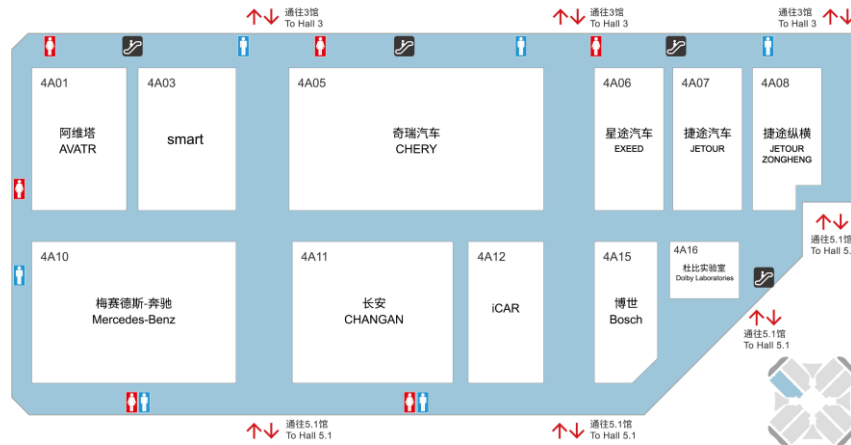 通往3馆
To Hall 3
通往3馆
To Hall 3
通往3馆
To Hall 3
4A01
阿维塔
AVATR
4A03
smart
4A05
奇瑞汽车
CHERY
4A06
星途汽车
EXEED
4A07
捷途汽车
JETOUR
4A08
捷途纵横
JETOUR
ZONGHENG
通往5.1馆
To Hall 5.
4A10
梅赛德斯-奔驰
Mercedes-Benz
4A11
长安
CHANGAN
4A12
iCAR
4A15
博世
Bosch
4A16
杜比实验室
Dolby Laboratories
通往5.1馆
To Hall 5.1
通往5.1馆
To Hall 5.1
通往5.1馆
To Hall 5.1